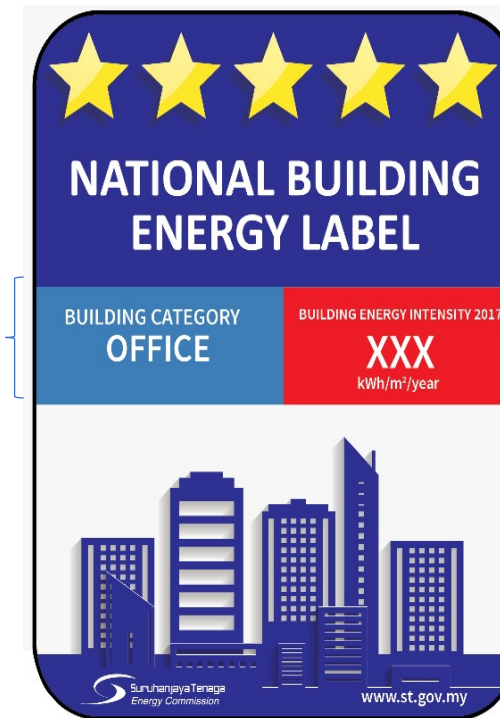 NATIONAL BUILDING
ENERGY LABEL
BUILDING CATEGORY
OFFICE
BUILDING ENERGY INTENSITY 2017
XXX
kWh/m²/year
Suruhanjaya Tenaga
Energy Commission
www.st.gov.my